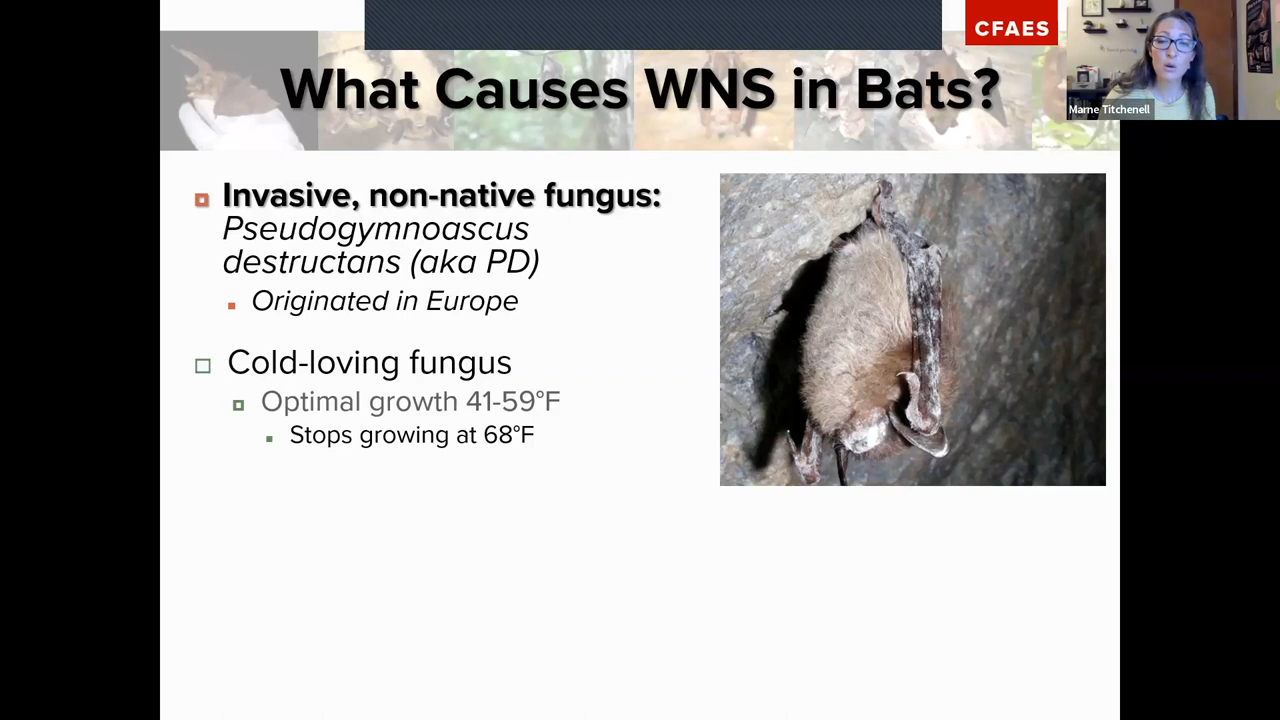 CFAES
What Causes WNS in Bats?
Marne Titchenell
Invasive, non-native fungus:
Pseudogymnoascus
destructans (aka PD)
Originated in Europe
Cold-loving fungus
Optimal growth 41-59°F
Stops growing at 68°F